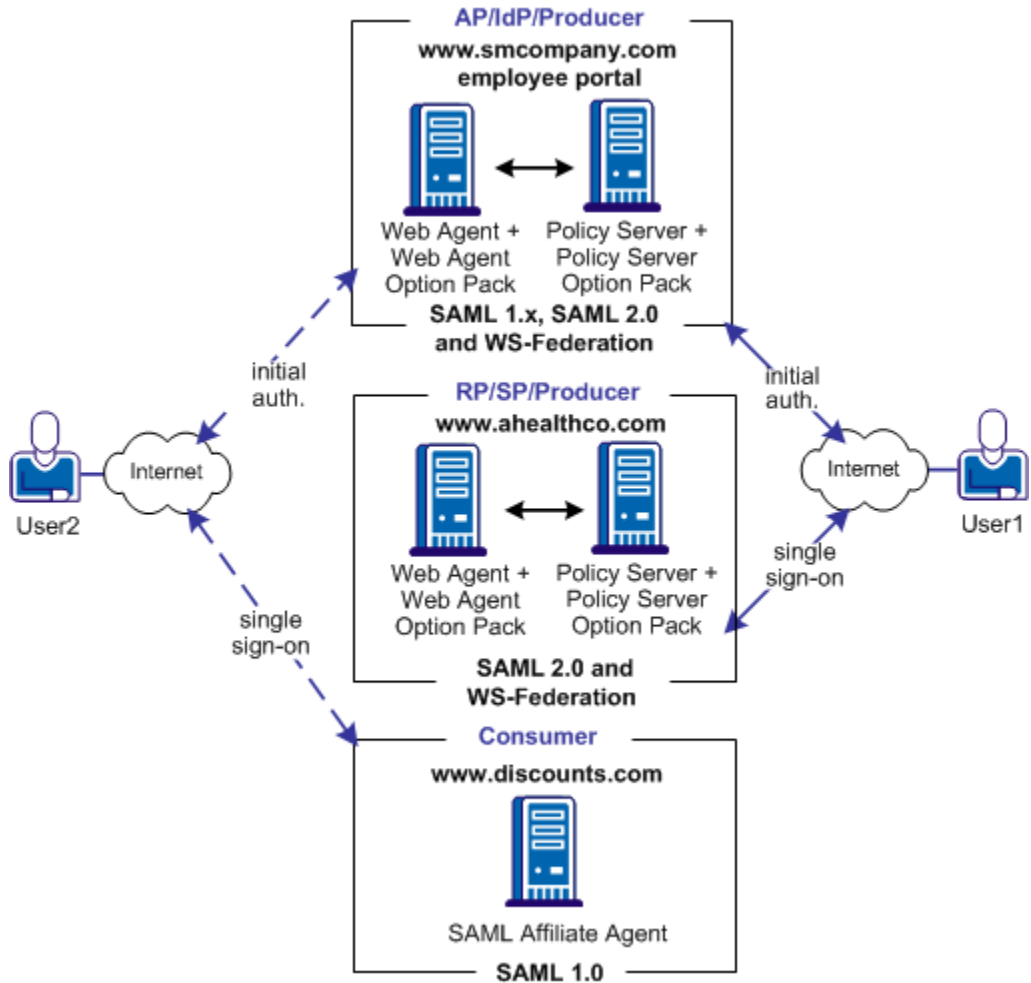 AP/IdP/Producer
www.smcompany.com
employee portal
Web Agent +
Web Agent
Option Pack
Policy Server +
Policy Server
Option Pack
SAML 1.x, SAML 2.0
and WS-Federation
initial
auth.
initial
auth.
RP/SP/Producer
www.ahealthco.com
Internet
User2
Internet
User1
Web Agent +
Web Agent
Option Pack
Policy Server +
Policy Server
Option Pack
single
sign-on
single
sign-on
SAML 2.0 and
WS-Federation
Consumer
www.discounts.com
SAML Affiliate Agent
SAML 1.0